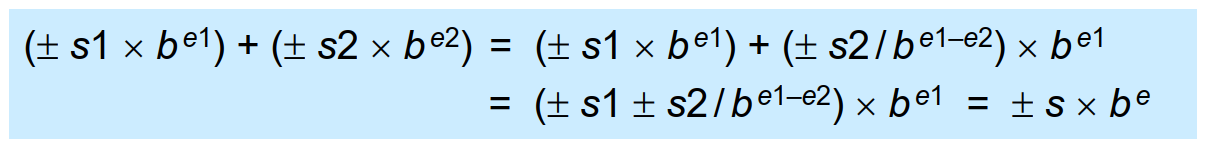 (± s1 × b^e1) + (± s2 × b^e2) = (± s1 × b^e1) + (± s2/b^e1–e2) × b^e1
= (± s1 ± s2/b^e1–e2) × b^e1 = ± s × b^e